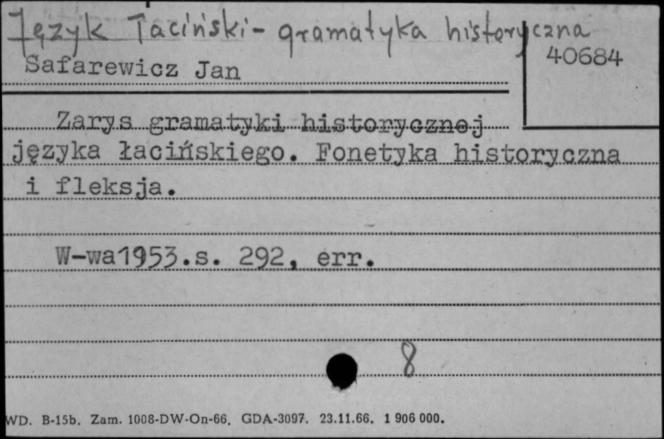 Język Łaciński - gramatyka historyczna
40684
Safarewicz Jan
Zarys gramatyki historycznej
języka łacińskiego. Fonetyka historyczna
i fleksja.
W-wa1953.s. 292, err.
8
WD. B-15b. Zam. 1008-DW-On-66. GDA-3097. 23.11.66. 1 906 000.